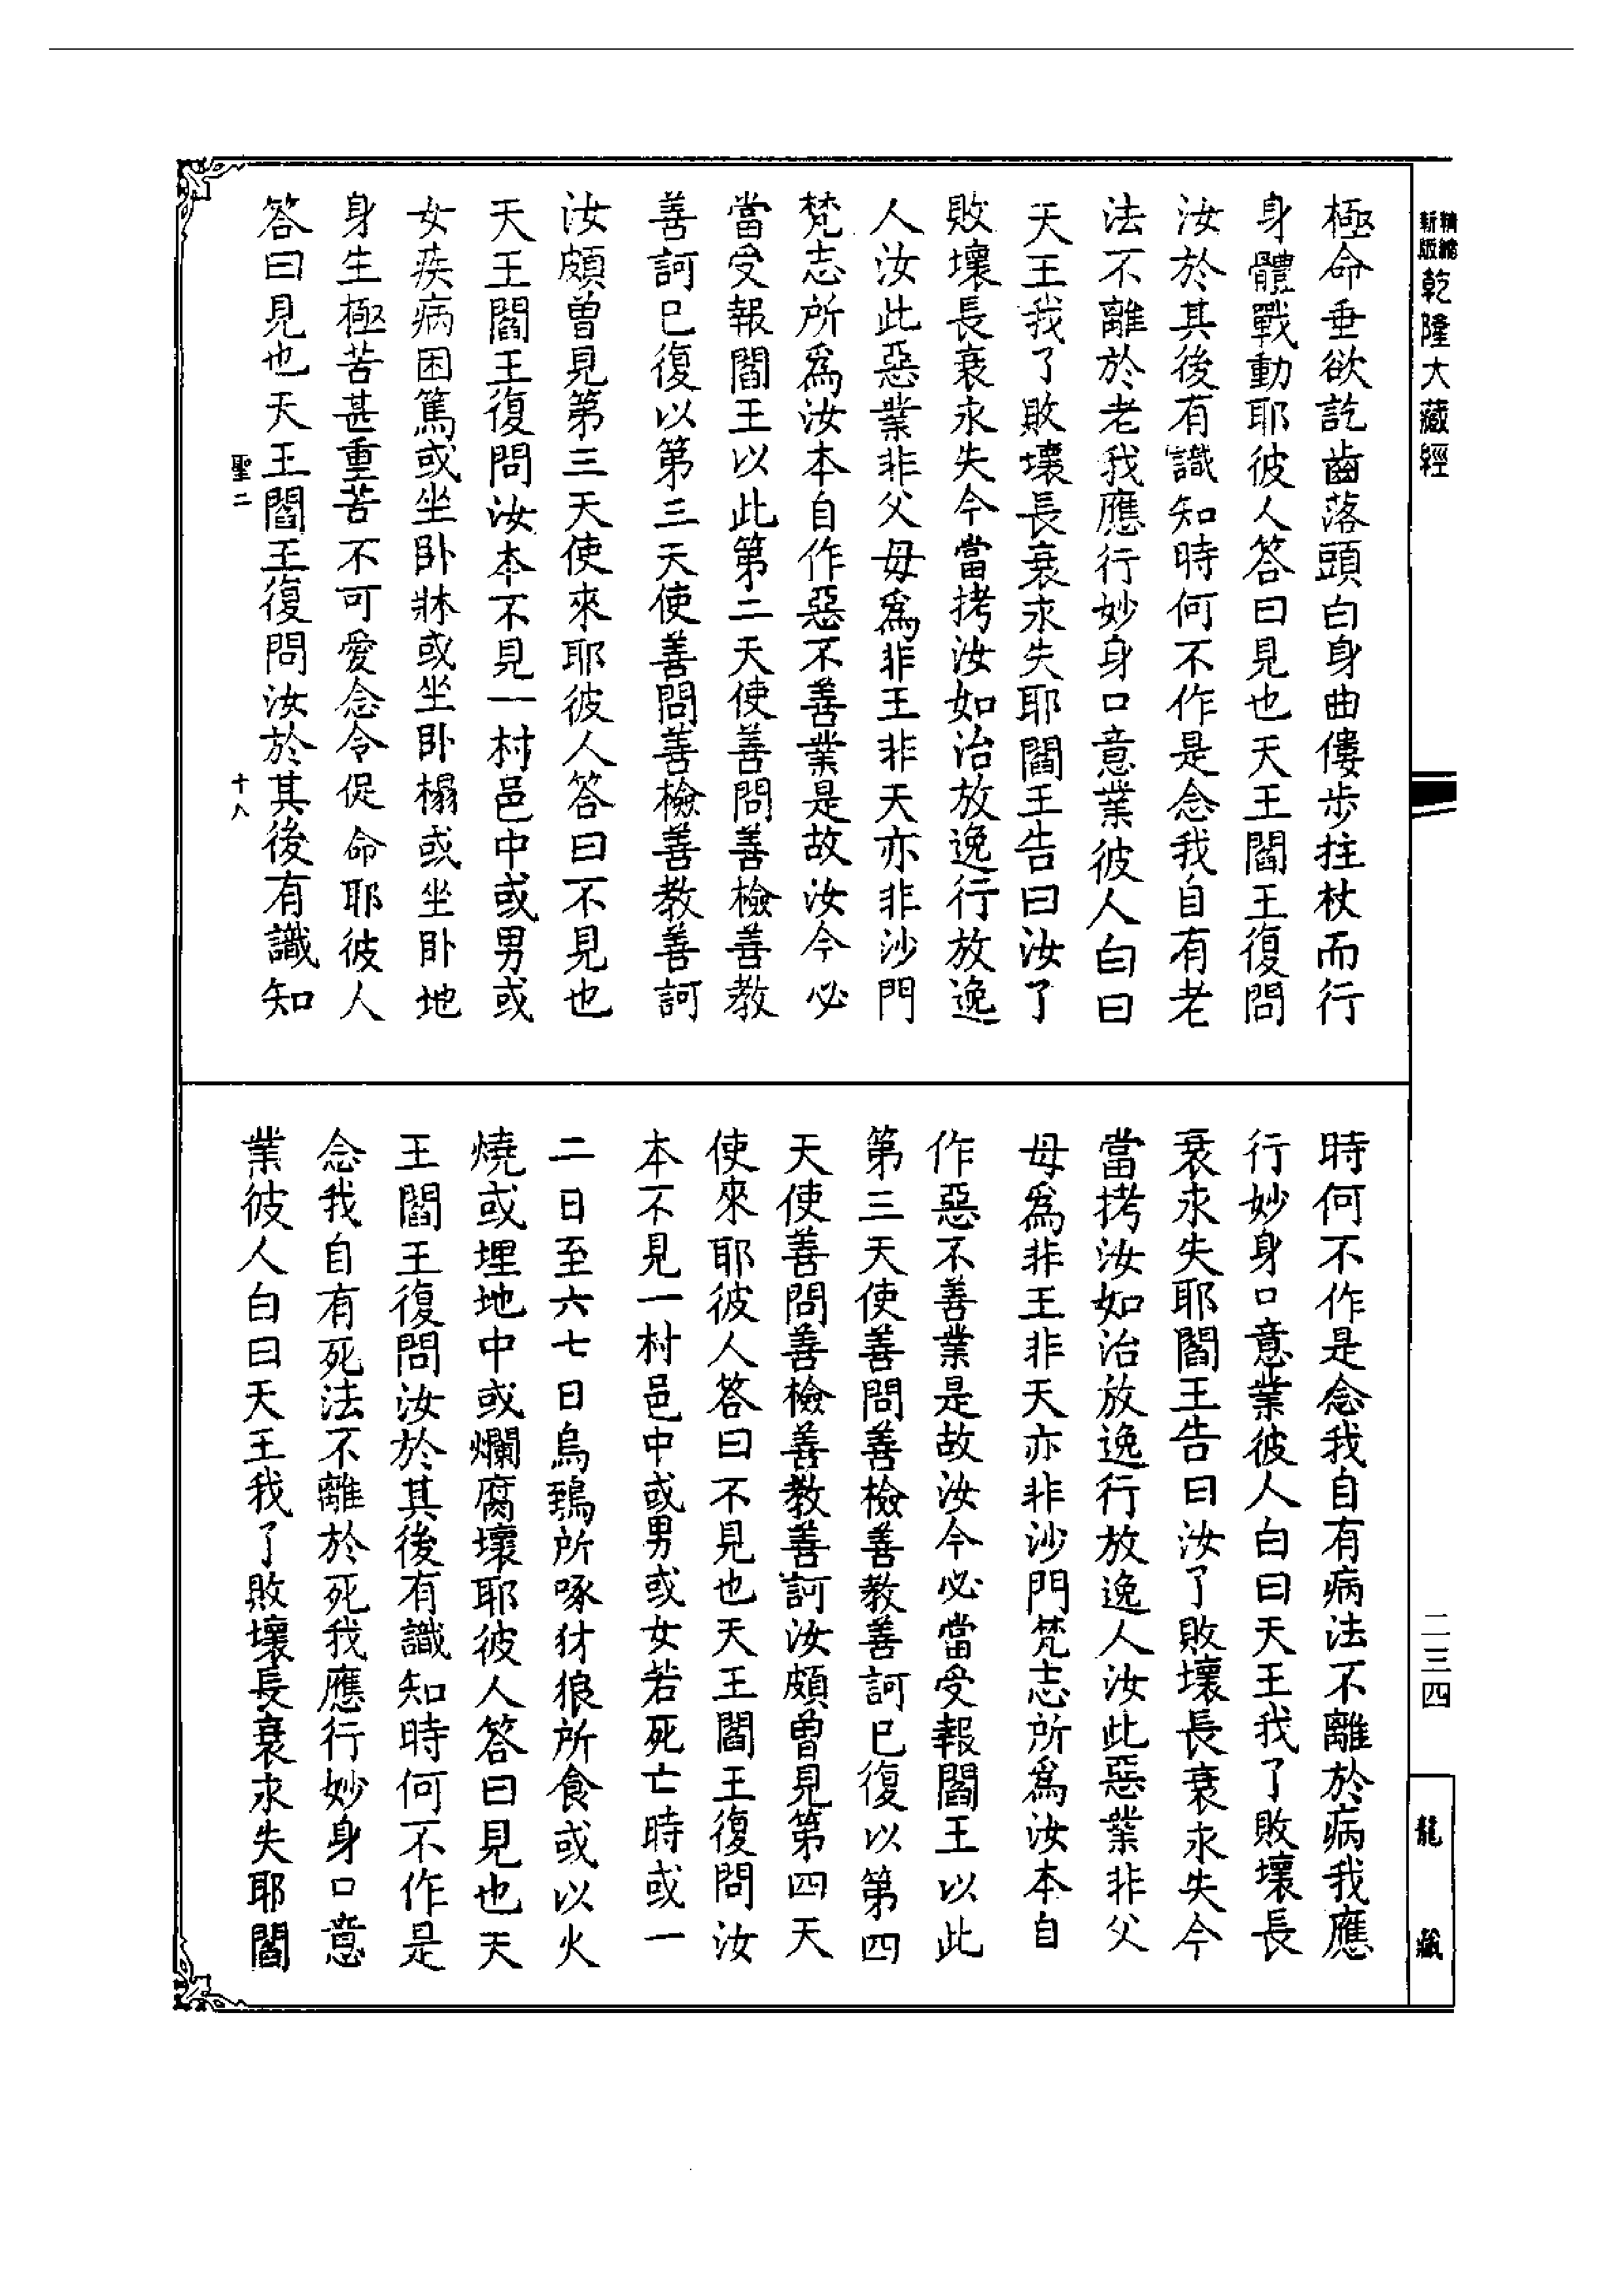 精縮
新版
乾隆大藏經
極命垂欲訖齒落頭白身曲僂步拄杖而行
身體戰動耶彼人答曰見也天王閻王復問
汝於其後有識知時何不作是念我自有老
法不離於老我應行妙身口意業彼人白曰
天王我了敗壞長衰永失耶閻王告曰汝了
敗壞長衰永失今當拷汝如治放逸行放逸
人汝此惡業非父母爲非王非天亦非沙門
梵志所爲汝本自作惡不善業是故汝今必
當受報閻王以此第二天使善問善檢善教
善訶已復以第三天使善問善檢善教善訶
汝頗曾見第三天使來耶彼人答曰不見也
天王閻王復問汝本不見一村邑中或男或
女疾病困篤或坐臥牀或坐臥榻或坐臥地
身生極苦甚重苦不可愛念令促命耶彼人
答曰見也天王閻王復問汝於其後有識知
聖二
十八
時何不作是念我自有病法不離於病我應
行妙身口意業彼人白曰天王我了敗壞長
衰永失耶閻王告曰汝了敗壞長衰永失今
當拷汝如治放逸行放逸人汝此惡業非父
母爲非王非天亦非沙門梵志所爲汝本自
作惡不善業是故汝今必當受報閻王以此
第三天使善問善檢善教善訶已復以第四
天使善問善檢善教善訶汝頗曾見第四天
使來耶彼人答曰不見也天王閻王復問汝
本不見一村邑中或男或女若死亡時或一
二日至六七日烏鵄所啄犲狼所食或以火
燒或埋地中或爛腐壞耶彼人答曰見也天
王閻王復問汝於其後有識知時何不作是
念我自有死法不離於死我應行妙身口意
業彼人白曰天王我了敗壞長衰永失耶閻
二三四
龍藏